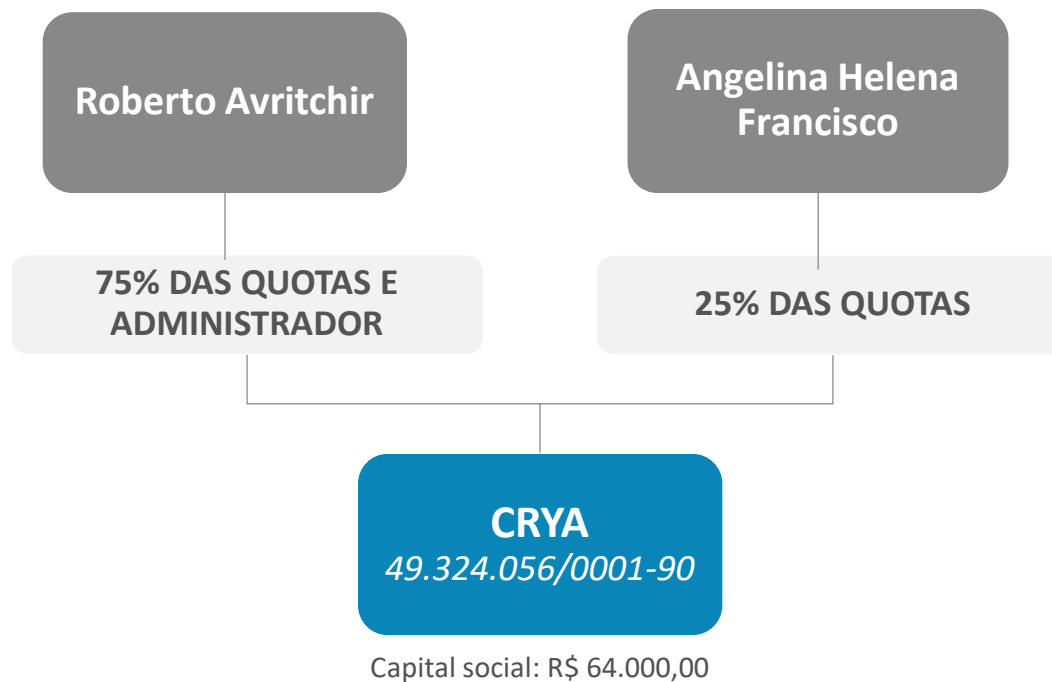 Roberto Avritchir
Angelina Helena
Francisco
75% DAS QUOTAS E
ADMINISTRADOR
25% DAS QUOTAS
CRYA
49.324.056/0001-90
Capital social: R$ 64.000,00